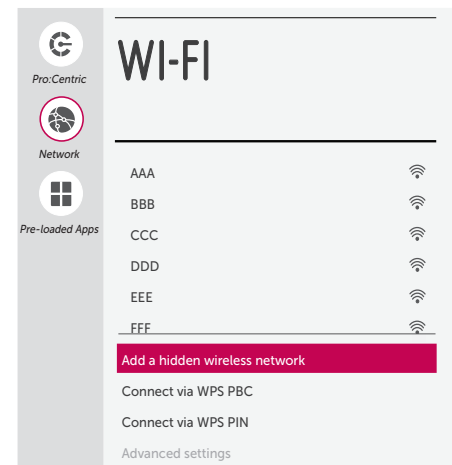 Pro:Centric
Network
Pre-loaded Apps
WI-FI
AAA
BBB
CCC
DDD
EEE
FFF
Add a hidden wireless network
Connect via WPS PBC
Connect via WPS PIN
Advanced settings